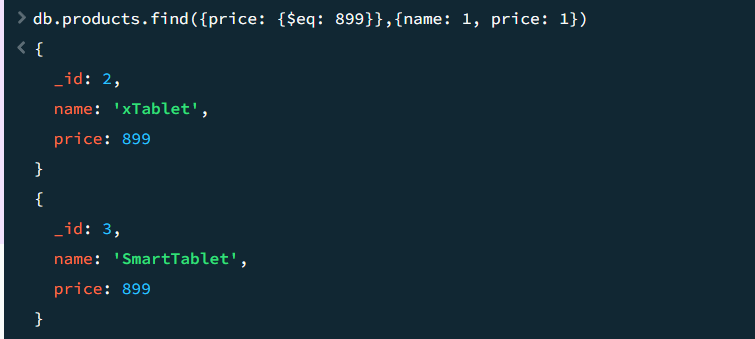 > db.products.find({price: {$eq: 899}},{name: 1, price: 1})
< {
_id: 2,
name: 'xTablet',
price: 899
}
{
_id: 3,
name: 'SmartTablet',
price: 899
}